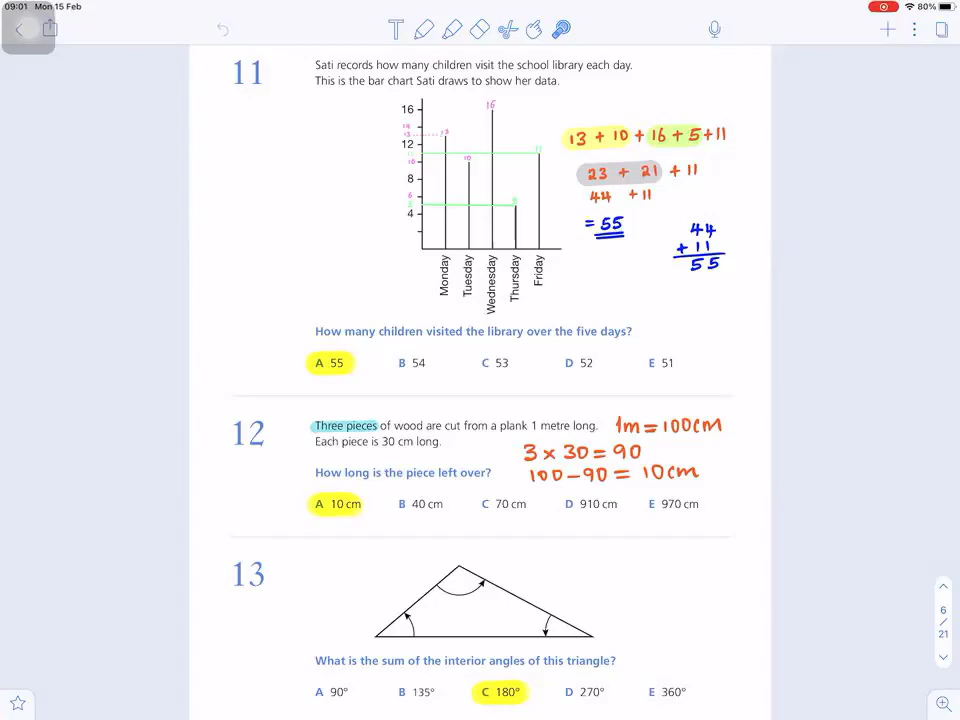 09:01 Mon 15 Feb
80%
11
Sati records how many children visit the school library each day.
This is the bar chart Sati draws to show her data.
16
12
8
4
14
13
10
6
13
10
16
11
Monday
Tuesday
Wednesday
Thursday
Friday
13 + 10 + 16 + 5 + 11
23 + 21 + 11
44 + 11
= 55
44
+ 11
55
How many children visited the library over the five days?
A 55 B 54 C 53 D 52 E 51
12
Three pieces of wood are cut from a plank 1 metre long.
Each piece is 30 cm long.
1m = 100cm
3 × 30 = 90
100 - 90 = 10cm
How long is the piece left over?
A 10 cm B 40 cm C 70 cm D 910 cm E 970 cm
13
What is the sum of the interior angles of this triangle?
A 90° B 135° C 180° D 270° E 360°
6
/
21